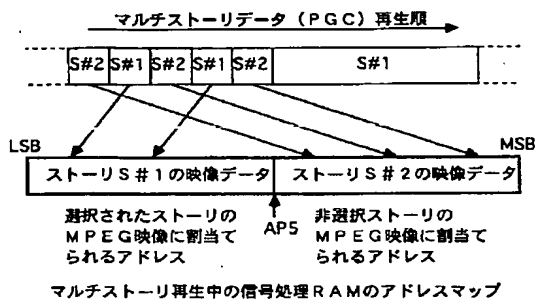 マルチストーリデータ（PGC）再生順
S#2 S#1 S#2 S#1 S#2 S#1
LSB MSB
ストーリS#1の映像データ ストーリS#2の映像データ
選択されたストーリの
MPEG映像に割当て
られるアドレス
AP5
非選択ストーリの
MPEG映像に割当て
られるアドレス
マルチストーリ再生中の信号処理RAMのアドレスマップ